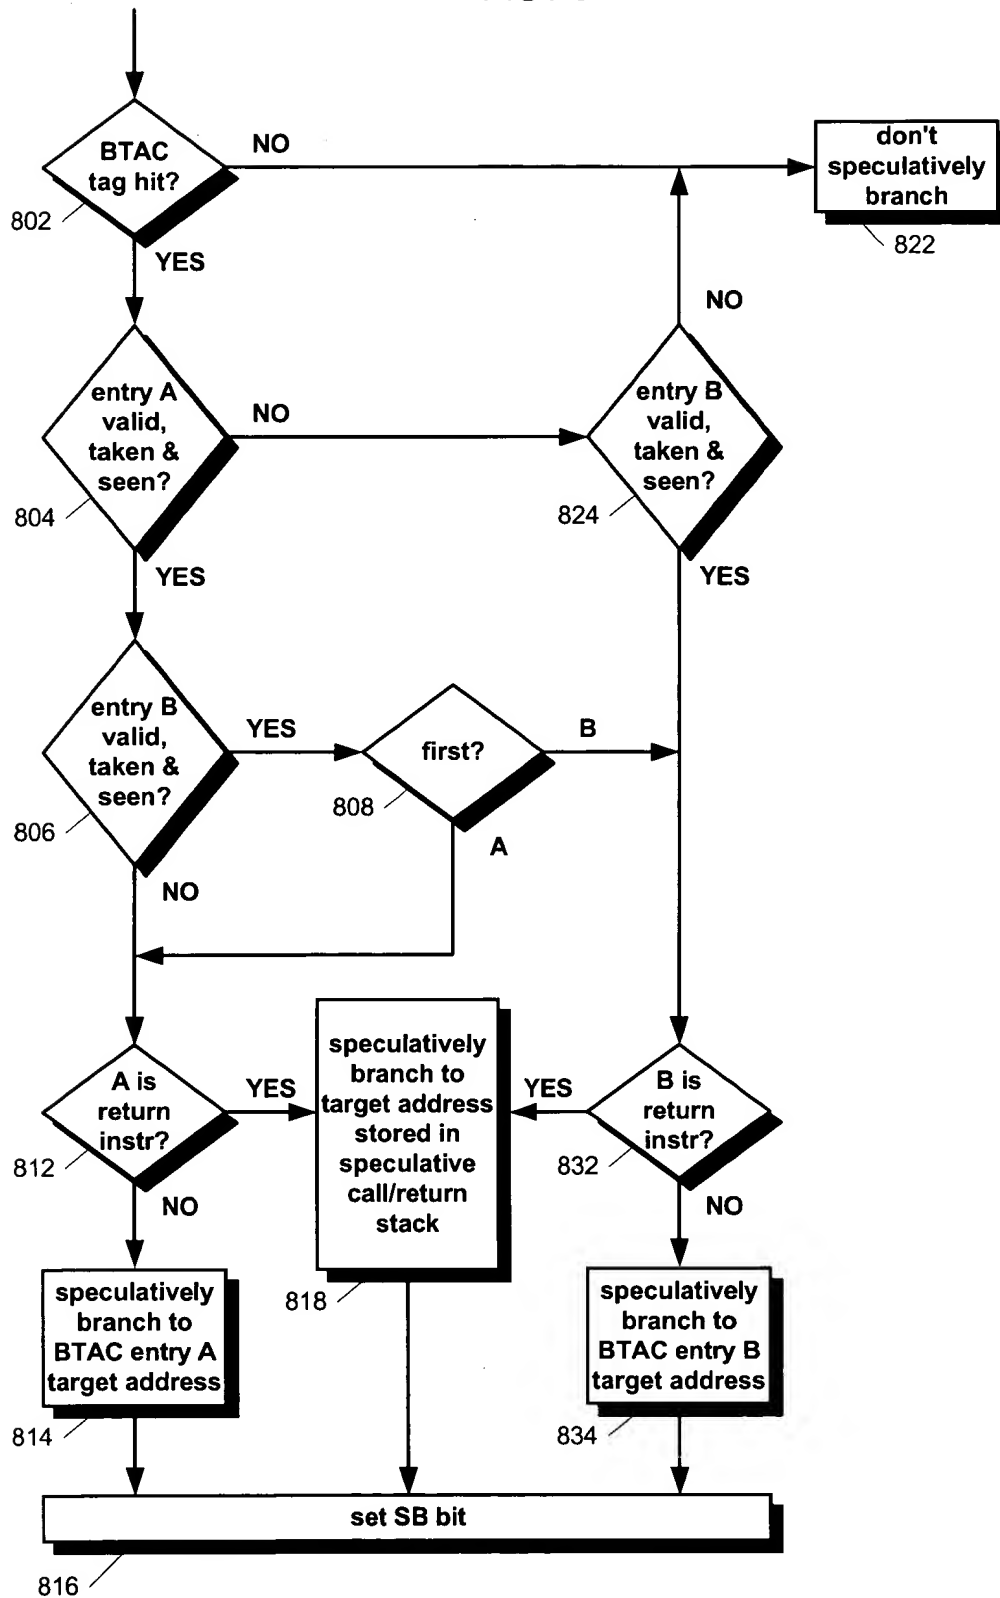 BTAC
tag hit?
802
NO
YES
don't
speculatively
branch
822
entry A
valid,
taken &
seen?
804
NO
YES
entry B
valid,
taken &
seen?
824
NO
YES
entry B
valid,
taken &
seen?
806
YES
NO
first?
808
B
A
A is
return
instr?
812
YES
NO
speculatively
branch to
target address
stored in
speculative
call/return
stack
818
B is
return
instr?
832
YES
NO
speculatively
branch to
BTAC entry A
target address
814
speculatively
branch to
BTAC entry B
target address
834
set SB bit
816